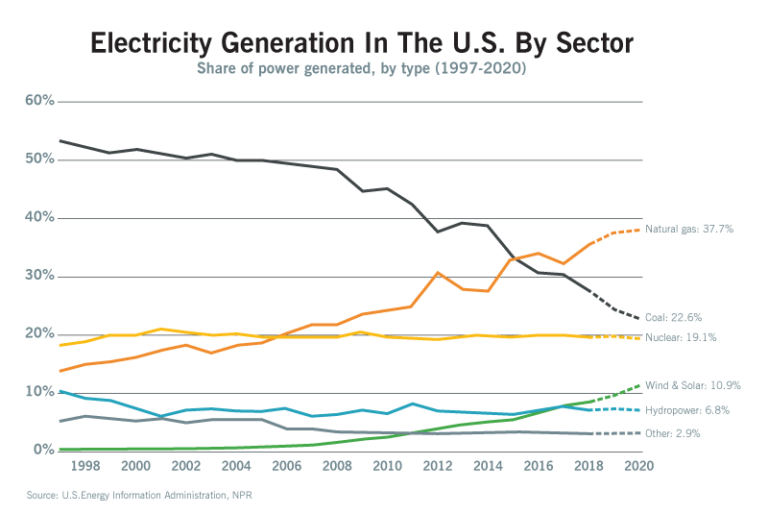 Electricity Generation In The U.S. By Sector
Share of power generated, by type (1997-2020)
60%
50%
40%
30%
20%
10%
0%
Natural gas: 37.7%
Coal: 22.6%
Nuclear: 19.1%
Wind & Solar: 10.9%
Hydropower: 6.8%
Other: 2.9%
1998 2000 2002 2004 2006 2008 2010 2012 2014 2016 2018 2020
Source: U.S.Energy Information Administration, NPR